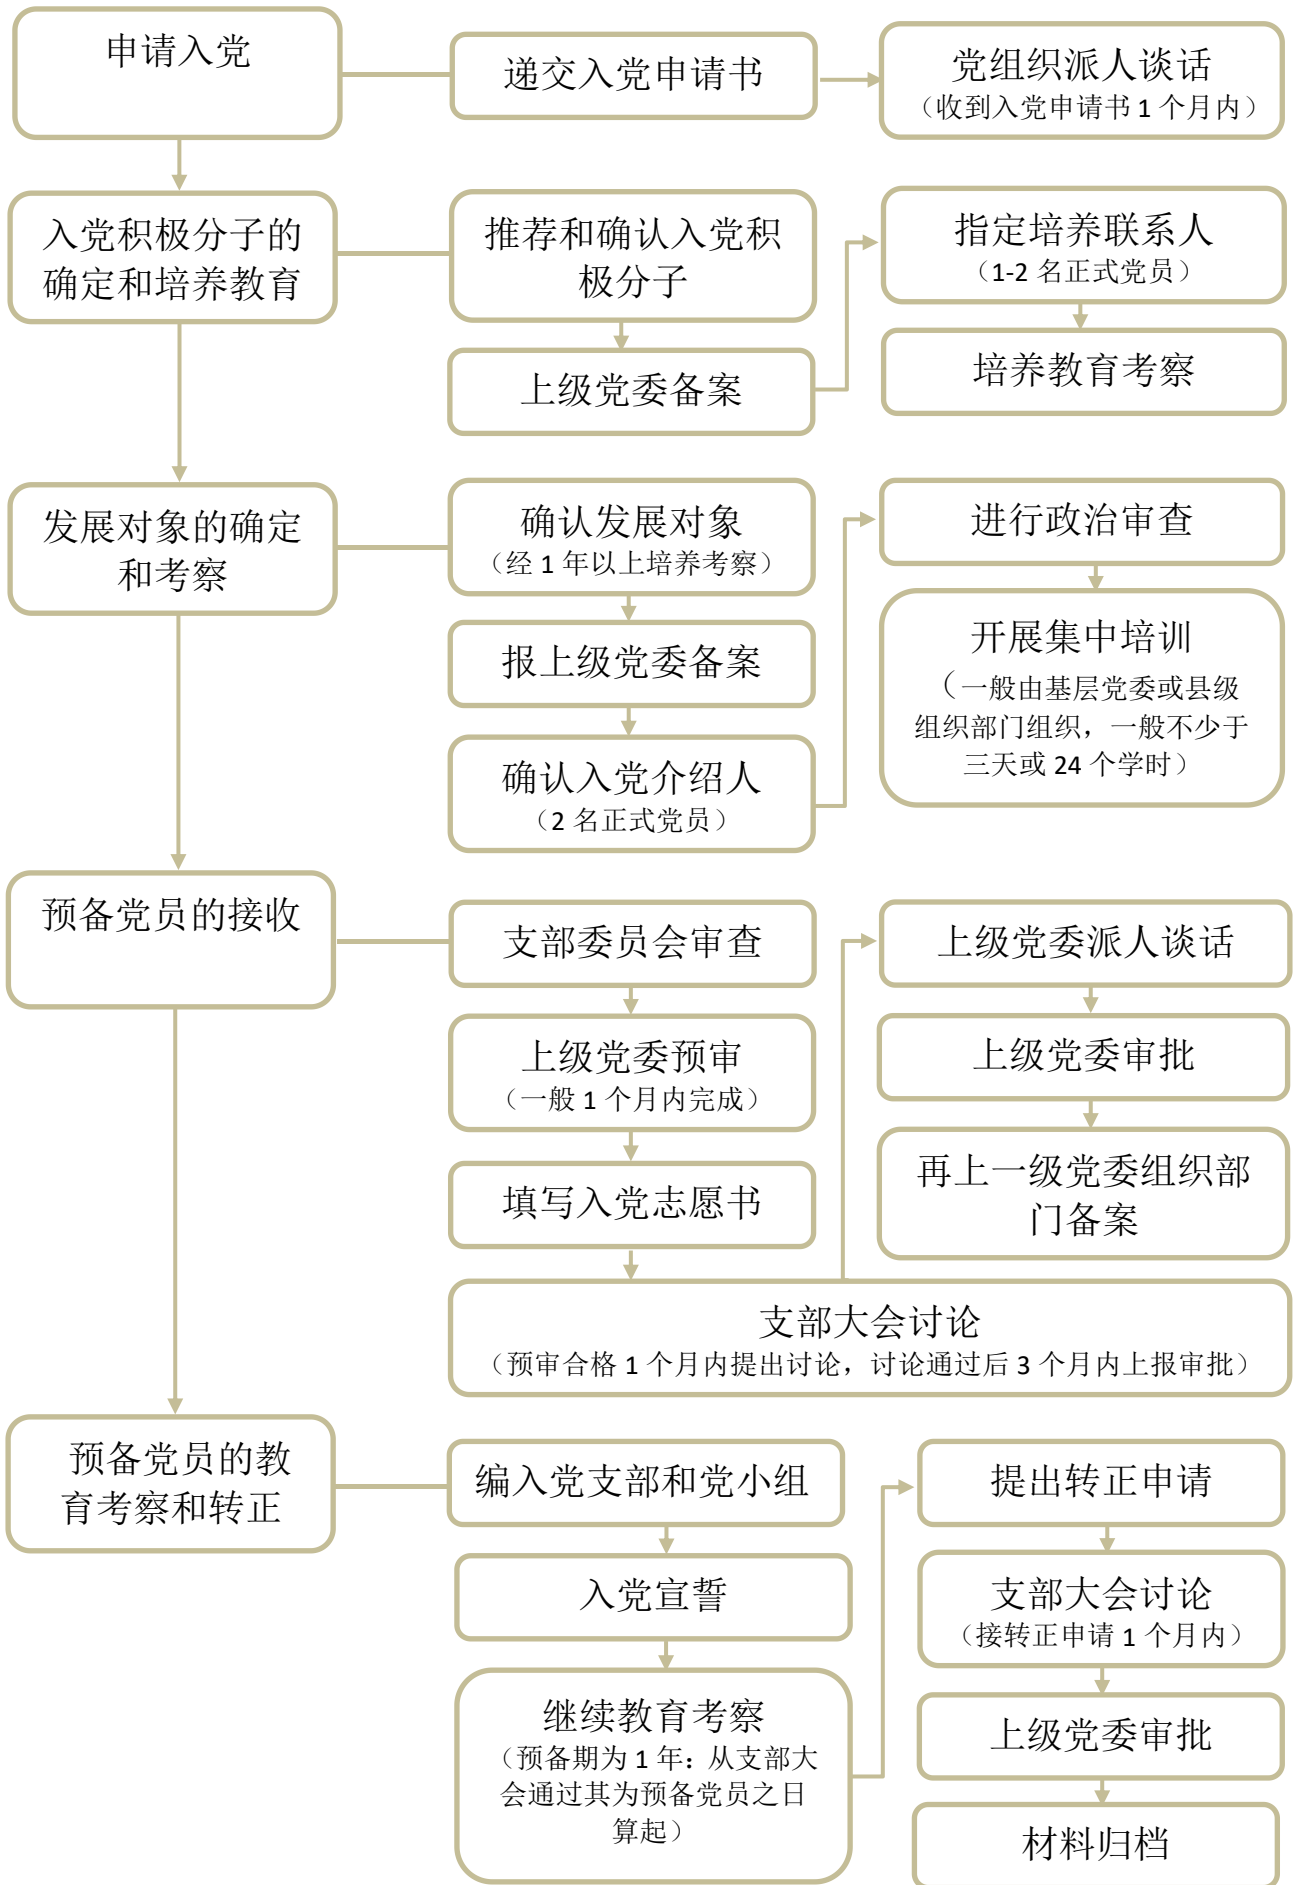 申请入党
递交入党申请书
党组织派人谈话
（收到入党申请书 1 个月内）
入党积极分子的
确定和培养教育
推荐和确认入党积
极分子
上级党委备案
指定培养联系人
（1-2 名正式党员）
培养教育考察
发展对象的确定
和考察
确认发展对象
（经 1 年以上培养考察）
报上级党委备案
确认入党介绍人
（2 名正式党员）
进行政治审查
开展集中培训
（一般由基层党委或县级
组织部门组织，一般不少于
三天或 24 个学时）
预备党员的接收
支部委员会审查
上级党委预审
（一般 1 个月内完成）
填写入党志愿书
支部大会讨论
（预审合格 1 个月内提出讨论，讨论通过后 3 个月内上报审批）
上级党委派人谈话
上级党委审批
再上一级党委组织部
门备案
预备党员的教
育考察和转正
编入党支部和党小组
入党宣誓
继续教育考察
（预备期为 1 年：从支部大
会通过其为预备党员之日
算起）
提出转正申请
支部大会讨论
（接转正申请 1 个月内）
上级党委审批
材料归档